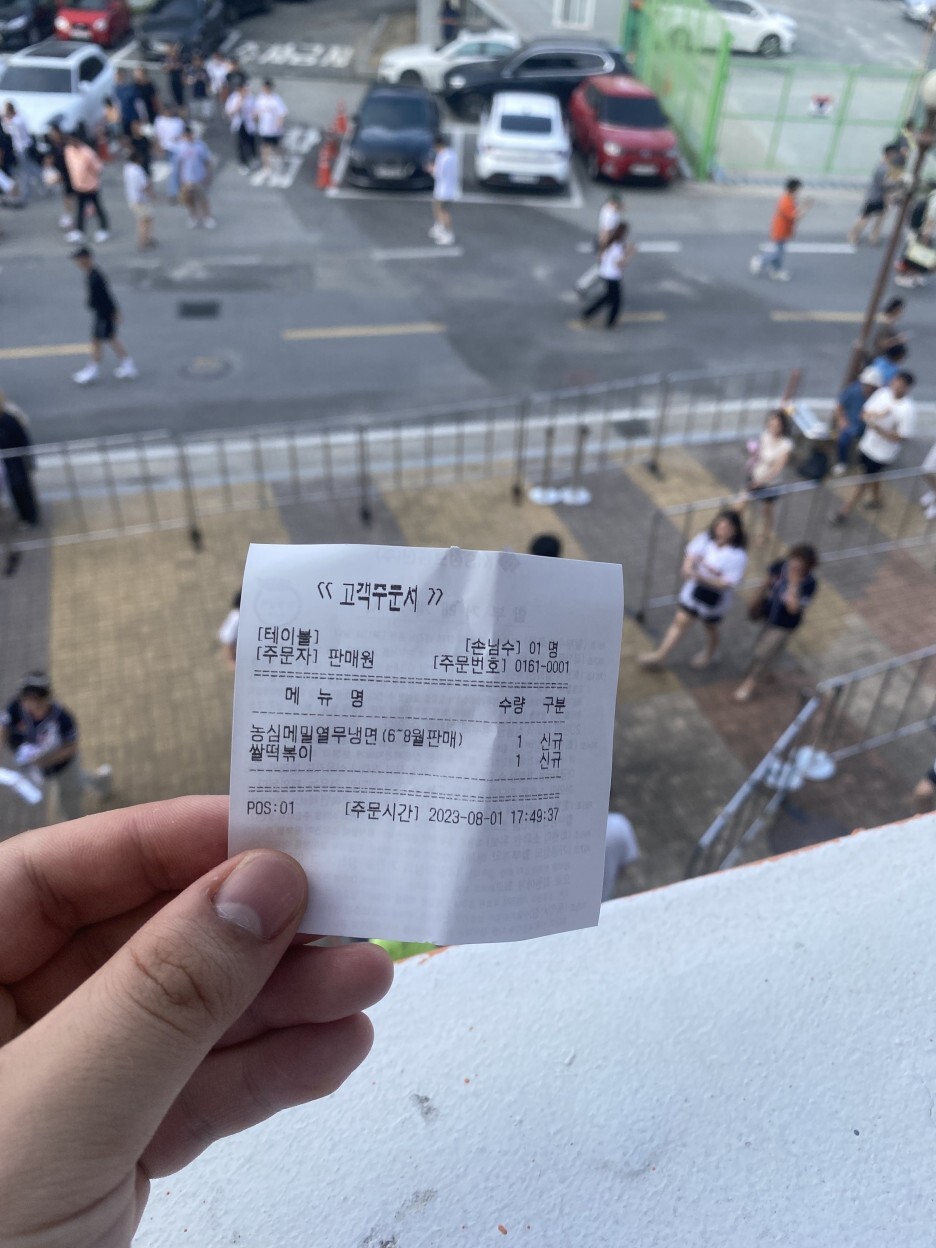 《 고객주문서 》
[테이블] [손님수] 01 명
[주문자] 판매원 [주문번호] 0161-0001
메 뉴 명 수량 구분
농심메밀열무냉면(6~8월판매) 1 신규
쌀떡볶이 1 신규
POS:01 [주문시간] 2023-08-01 17:49:37